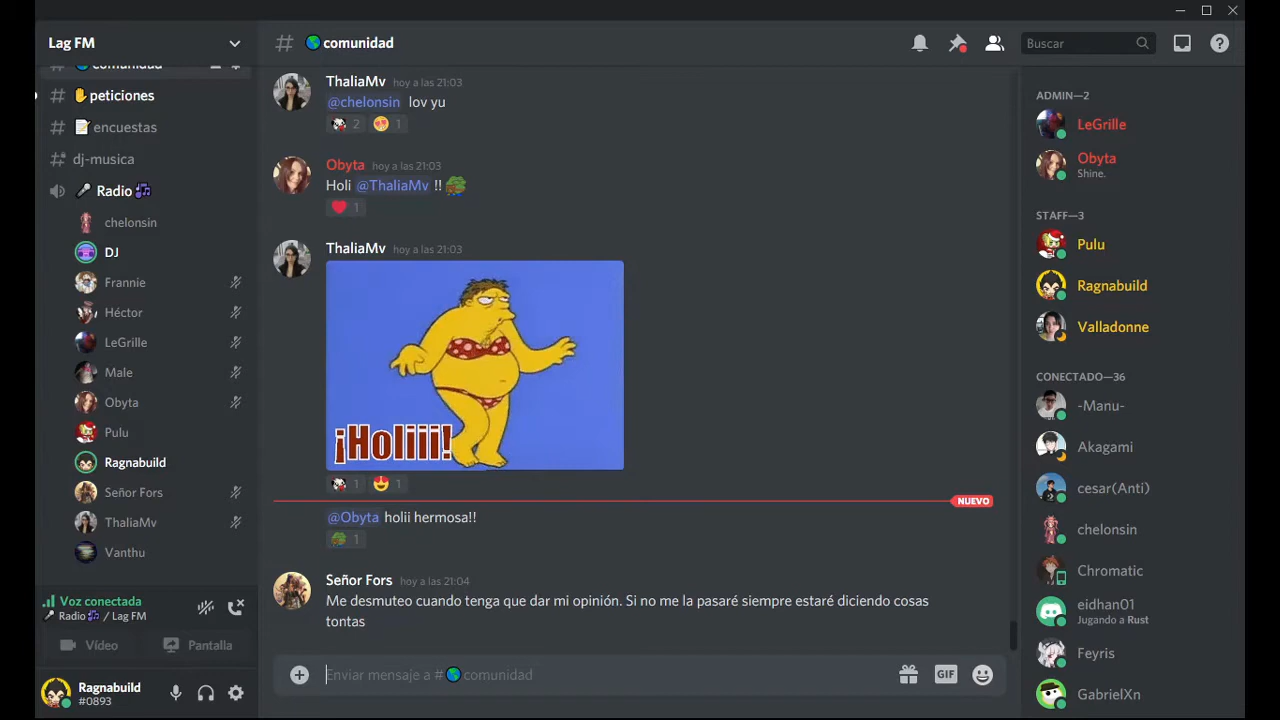 Lag FM
comunidad
peticiones
encuestas
dj-musica
Radio
chelonsin
DJ
Frannie
Héctor
LeGrille
Male
Obyta
Pulu
Ragnabuild
Señor Fors
ThaliaMv
Vanthu
Voz conectada
Radio / Lag FM
Vídeo
Pantalla
Ragnabuild
#0893
# comunidad
Buscar
ThaliaMv hoy a las 21:03
@chelonsin lov yu
2 1
Obyta hoy a las 21:03
Holi @ThaliaMv !!
1
ThaliaMv hoy a las 21:03
¡Holiii!
1 1
NUEVO
@Obyta holii hermosa!!
1
Señor Fors hoy a las 21:04
Me desmuteo cuando tenga que dar mi opinión. Si no me la pasaré siempre estaré diciendo cosas
tontas
Enviar mensaje a # comunidad
GIF
ADMIN—2
LeGrille
Obyta
Shine.
STAFF—3
Pulu
Ragnabuild
Valladonne
CONECTADO—36
-Manu-
Akagami
cesar(Anti)
chelonsin
Chromatic
eidhan01
Jugando a Rust
Feyris
GabrielXn